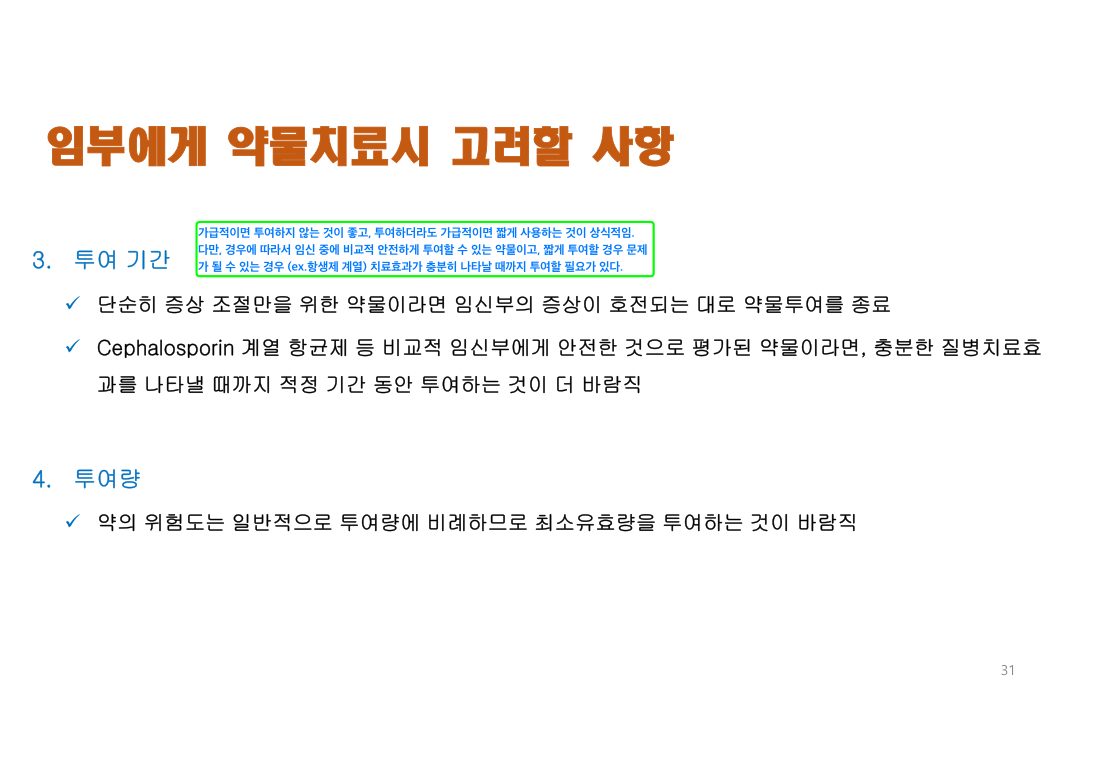 임부에게 약물치료시 고려할 사항
가급적이면 투여하지 않는 것이 좋고, 투여하더라도 가급적이면 짧게 사용하는 것이 상식적임.
다만, 경우에 따라서 임신 중에 비교적 안전하게 투여할 수 있는 약물이고, 짧게 투여할 경우 문제
가 될 수 있는 경우 (ex.항생제 계열) 치료효과가 충분히 나타날 때까지 투여할 필요가 있다.
3. 투여 기간
✓ 단순히 증상 조절만을 위한 약물이라면 임신부의 증상이 호전되는 대로 약물투여를 종료
✓ Cephalosporin 계열 항균제 등 비교적 임신부에게 안전한 것으로 평가된 약물이라면, 충분한 질병치료효
과를 나타낼 때까지 적정 기간 동안 투여하는 것이 더 바람직
4. 투여량
✓ 약의 위험도는 일반적으로 투여량에 비례하므로 최소유효량을 투여하는 것이 바람직
31